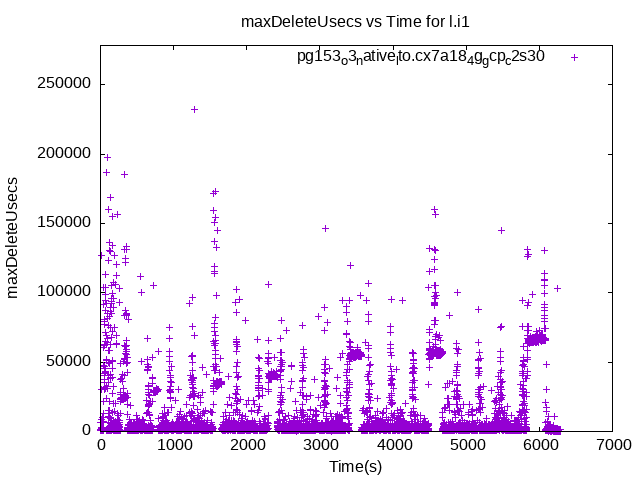 maxDeleteUsecs vs Time for l.i1
pg153_o3_native_lto.cx7a18_4g_gcp_c2s30
250000
200000
150000
100000
50000
0
maxDeleteUsecs
0 1000 2000 3000 4000 5000 6000 7000
Time(s)